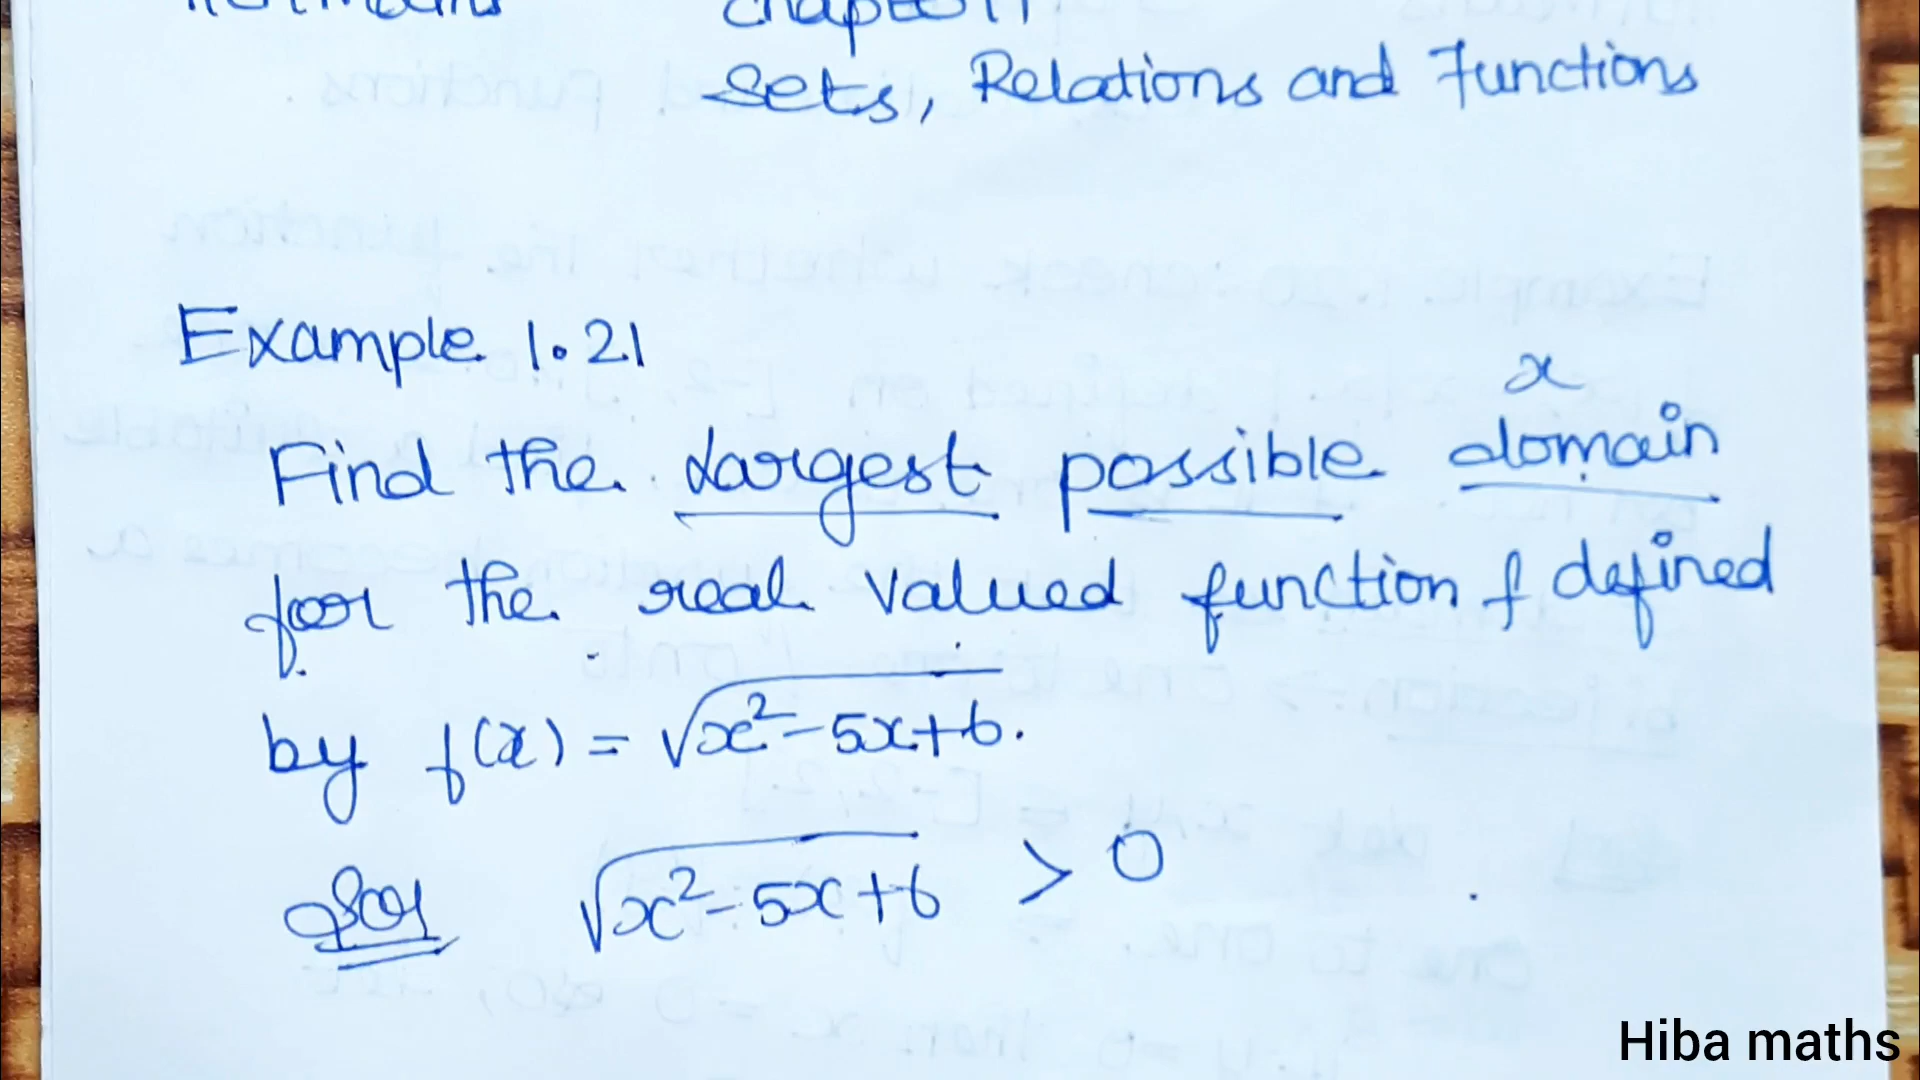 Sets, Relations and Functions
Example 1.21
x
Find the Largest possible domain
for the real valued function f defined
by f(x) = √x²-5x+6.
Sol √x²-5x+6 > 0
Hiba maths